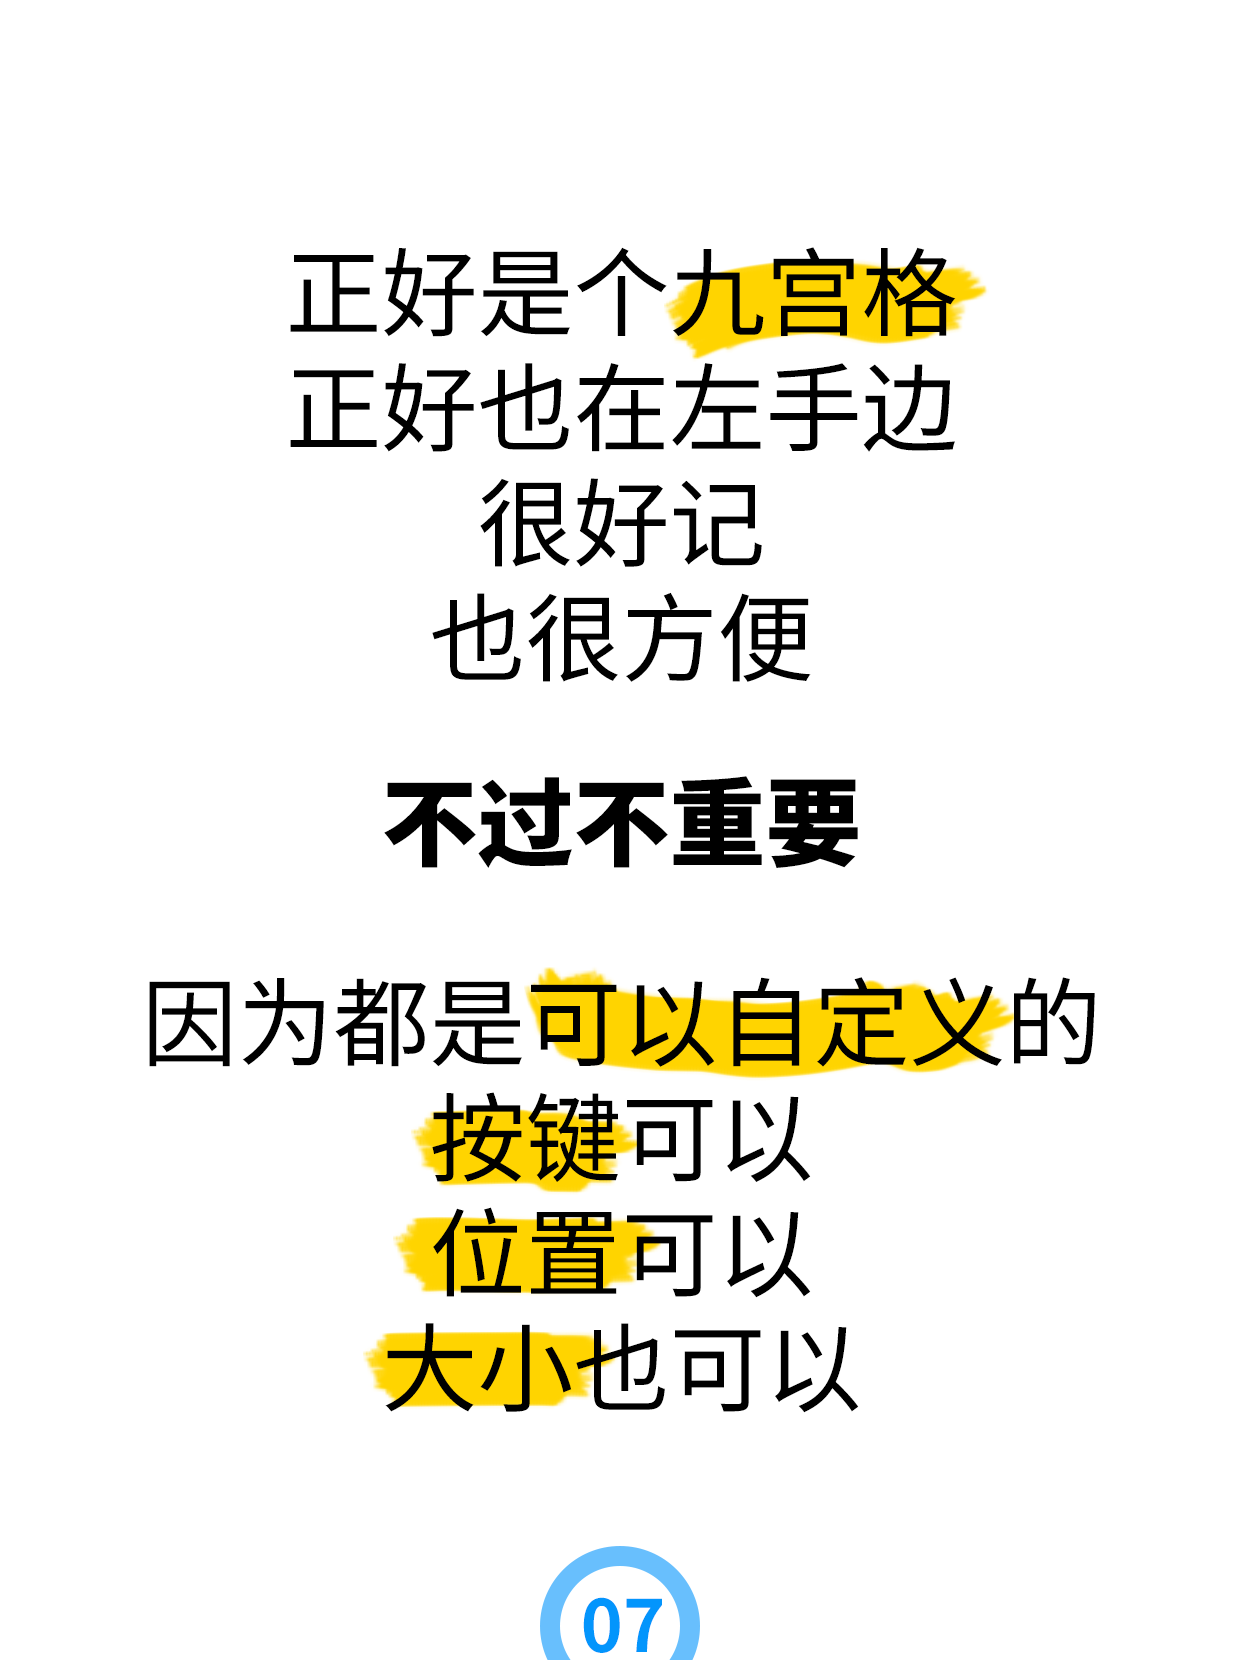 正好是个九宫格
正好也在左手边
很好记
也很方便
不过不重要
因为都是可以自定义的
按键可以
位置可以
大小也可以
07